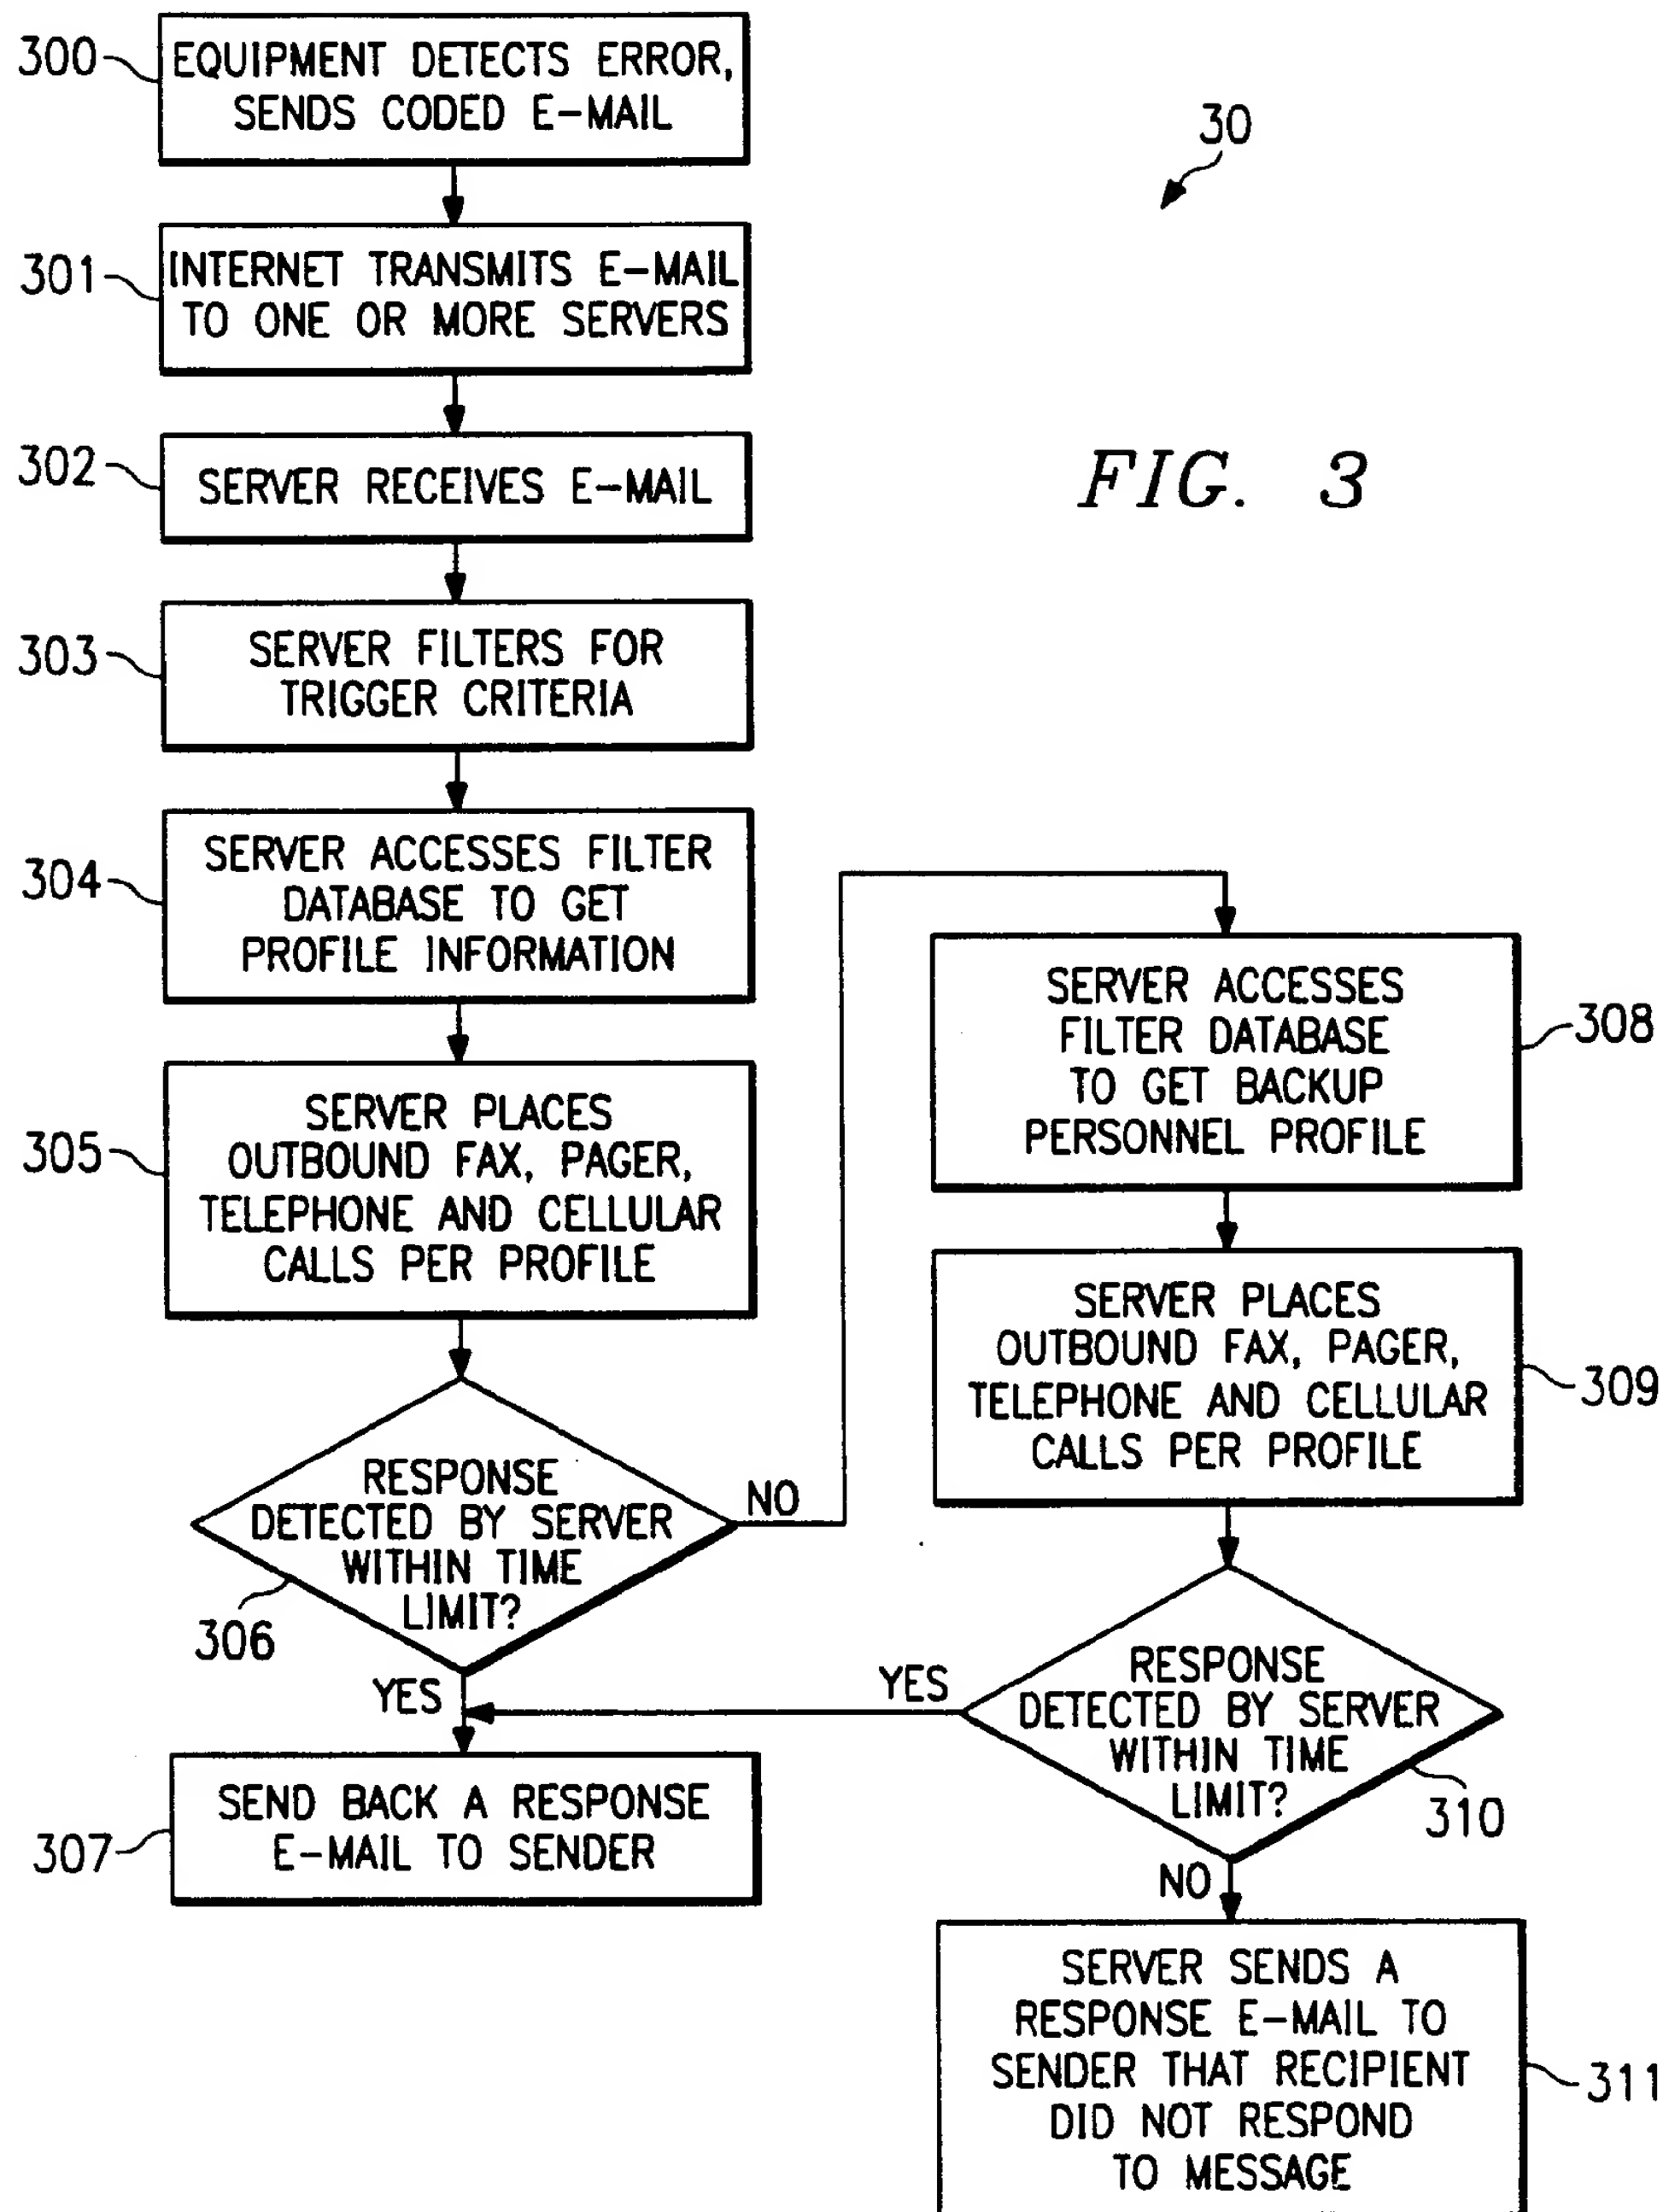 300
EQUIPMENT DETECTS ERROR,
SENDS CODED E-MAIL
30
301
INTERNET TRANSMITS E-MAIL
TO ONE OR MORE SERVERS
302
SERVER RECEIVES E-MAIL
FIG. 3
303
SERVER FILTERS FOR
TRIGGER CRITERIA
304
SERVER ACCESSES FILTER
DATABASE TO GET
PROFILE INFORMATION
305
SERVER PLACES
OUTBOUND FAX, PAGER,
TELEPHONE AND CELLULAR
CALLS PER PROFILE
306
RESPONSE
DETECTED BY SERVER
WITHIN TIME
LIMIT?
NO
YES
307
SEND BACK A RESPONSE
E-MAIL TO SENDER
308
SERVER ACCESSES
FILTER DATABASE
TO GET BACKUP
PERSONNEL PROFILE
309
SERVER PLACES
OUTBOUND FAX, PAGER,
TELEPHONE AND CELLULAR
CALLS PER PROFILE
310
RESPONSE
DETECTED BY SERVER
WITHIN TIME
LIMIT?
YES
NO
311
SERVER SENDS A
RESPONSE E-MAIL TO
SENDER THAT RECIPIENT
DID NOT RESPOND
TO MESSAGE